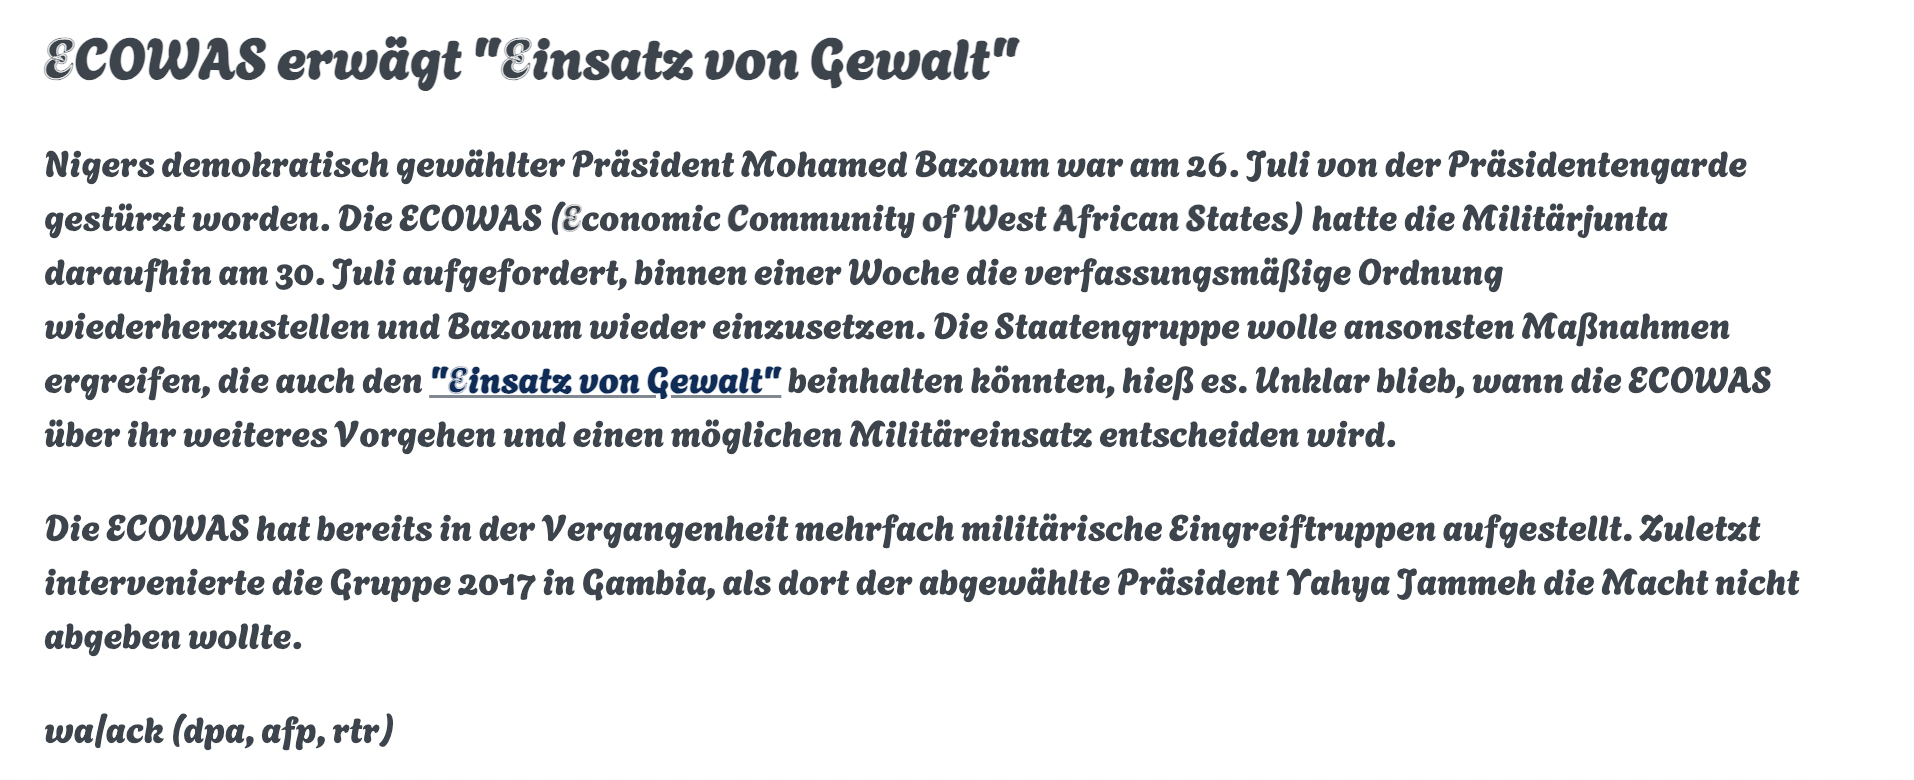 ECOWAS erwägt "Einsatz von Gewalt"
Nigers demokratisch gewählter Präsident Mohamed Bazoum war am 26. Juli von der Präsidentengarde
gestürzt worden. Die ECOWAS (Economic Community of West African States) hatte die Militärjunta
daraufhin am 30. Juli aufgefordert, binnen einer Woche die verfassungsmäßige Ordnung
wiederherzustellen und Bazoum wieder einzusetzen. Die Staatengruppe wolle ansonsten Maßnahmen
ergreifen, die auch den "Einsatz von Gewalt" beinhalten könnten, hieß es. Unklar blieb, wann die ECOWAS
über ihr weiteres Vorgehen und einen möglichen Militäreinsatz entscheiden wird.
Die ECOWAS hat bereits in der Vergangenheit mehrfach militärische Eingreiftruppen aufgestellt. Zuletzt
intervenierte die Gruppe 2017 in Gambia, als dort der abgewählte Präsident Yahya Jammeh die Macht nicht
abgeben wollte.
wa/ack (dpa, afp, rtr)